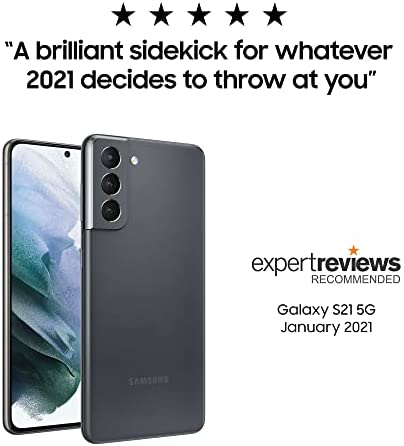 “A brilliant sidekick for whatever
2021 decides to throw at you”
SAMSUNG
expertreviews
RECOMMENDED
Galaxy S21 5G
January 2021